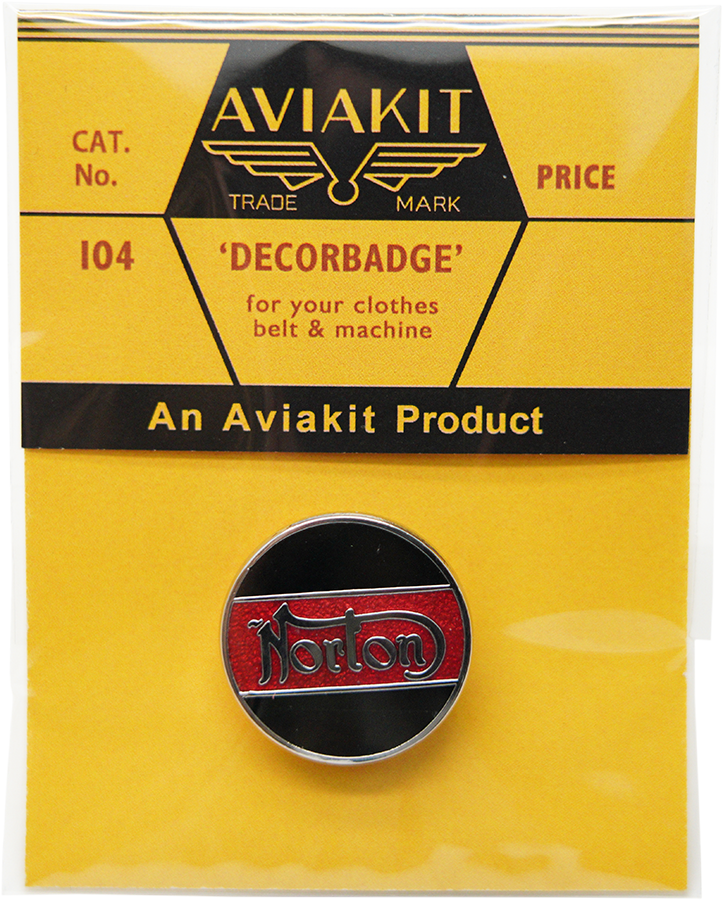 AVIAKIT
TRADE MARK
CAT.
No.
PRICE
104
'DECORBADGE'
for your clothes
belt & machine
An Aviakit Product
Norton